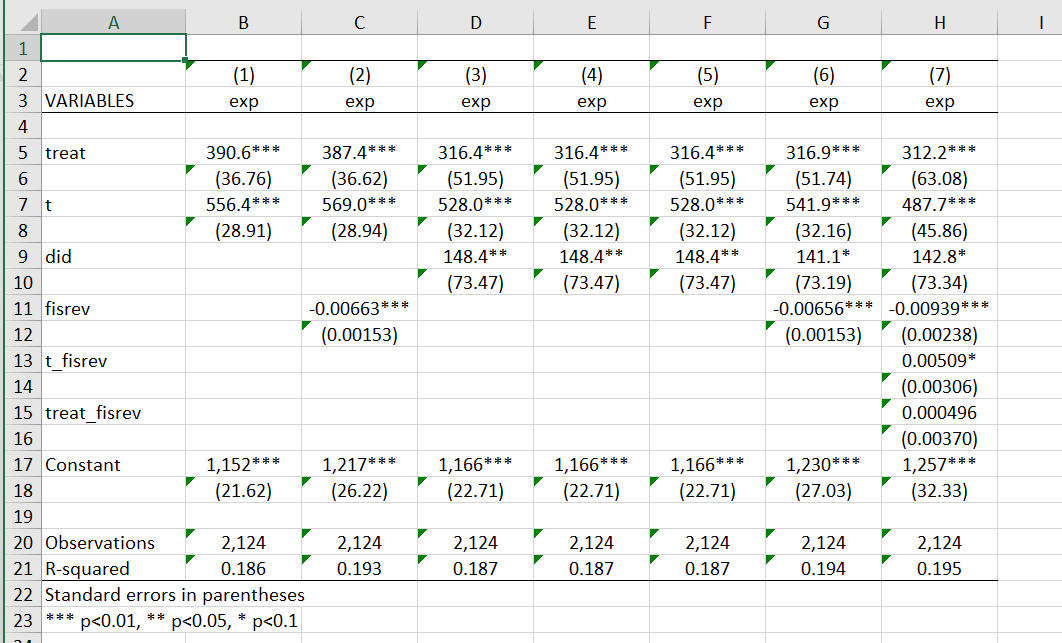 A B C D E F G H I
1
2 (1) (2) (3) (4) (5) (6) (7)
3 VARIABLES exp exp exp exp exp exp exp
4
5 treat 390.6*** 387.4*** 316.4*** 316.4*** 316.4*** 316.9*** 312.2***
6 (36.76) (36.62) (51.95) (51.95) (51.95) (51.74) (63.08)
7 t 556.4*** 569.0*** 528.0*** 528.0*** 528.0*** 541.9*** 487.7***
8 (28.91) (28.94) (32.12) (32.12) (32.12) (32.16) (45.86)
9 did 148.4** 148.4** 148.4** 141.1* 142.8*
10 (73.47) (73.47) (73.47) (73.19) (73.34)
11 fisrev -0.00663*** -0.00656*** -0.00939***
12 (0.00153) (0.00153) (0.00238)
13 t_fisrev 0.00509*
14 (0.00306)
15 treat_fisrev 0.000496
16 (0.00370)
17 Constant 1,152*** 1,217*** 1,166*** 1,166*** 1,166*** 1,230*** 1,257***
18 (21.62) (26.22) (22.71) (22.71) (22.71) (27.03) (32.33)
19
20 Observations 2,124 2,124 2,124 2,124 2,124 2,124 2,124
21 R-squared 0.186 0.193 0.187 0.187 0.187 0.194 0.195
22 Standard errors in parentheses
23 *** p<0.01, ** p<0.05, * p<0.1